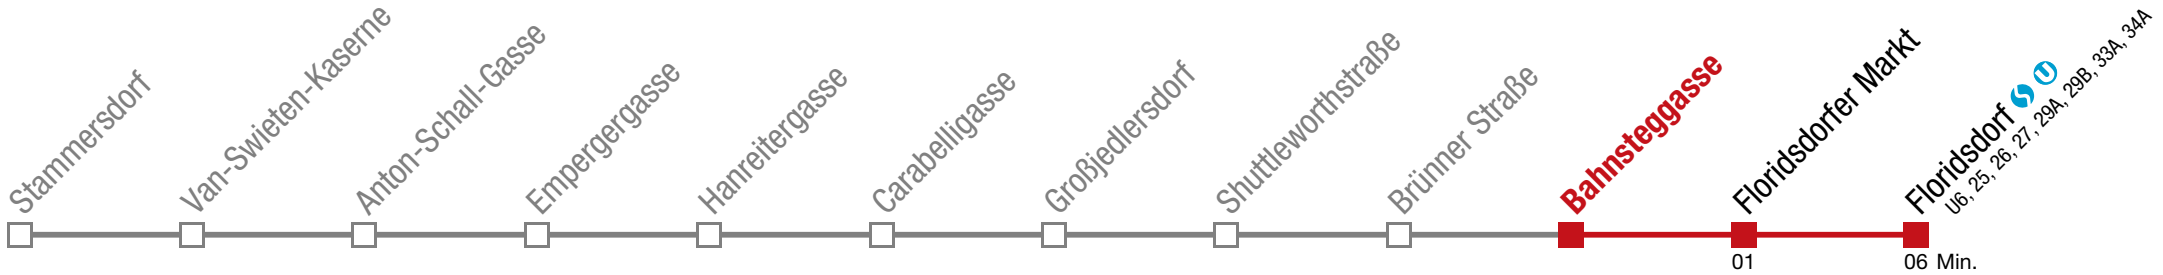 Stammersdorf
Van-Swieten-Kaserne
Anton-Schall-Gasse
Empergergasse
Hanreitergasse
Carabelligasse
Großjedlersdorf
Shuttleworthstraße
Brünner Straße
Bahnsteggasse
Floridsdorfer Markt
Floridsdorf S U
U6, 25, 26, 27, 29A, 29B, 33A, 34A
01
06 Min.